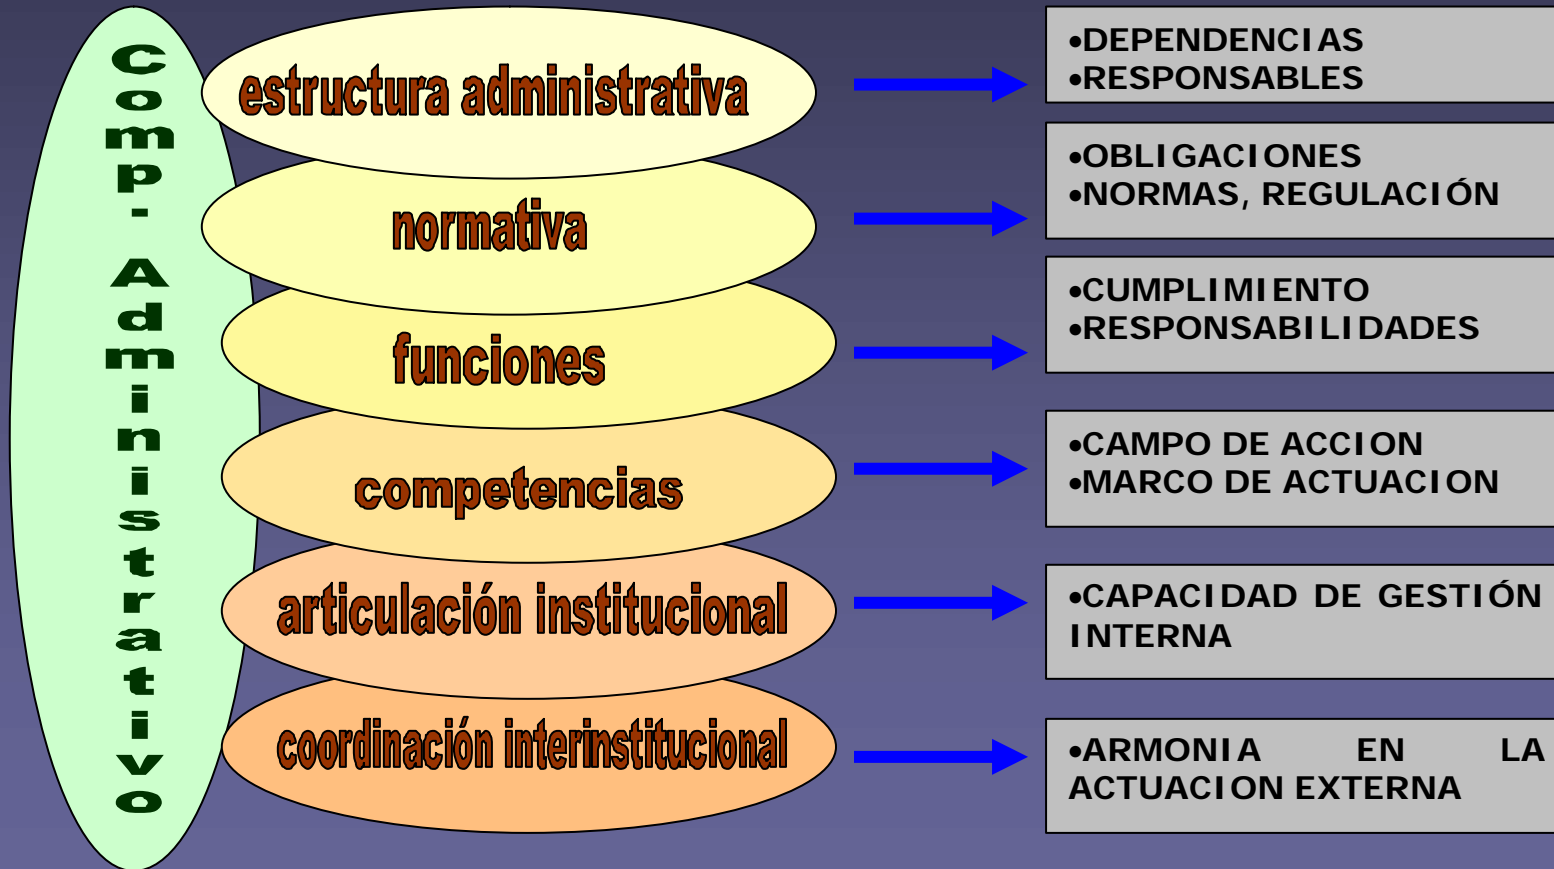 Comp- Administrativo
estructura administrativa
•DEPENDENCIAS
•RESPONSABLES
normativa
•OBLIGACIONES
•NORMAS, REGULACIÓN
funciones
•CUMPLIMIENTO
•RESPONSABILIDADES
competencias
•CAMPO DE ACCION
•MARCO DE ACTUACION
articulación institucional
•CAPACIDAD DE GESTIÓN
INTERNA
coordinación interinstitucional
•ARMONIA EN LA
ACTUACION EXTERNA